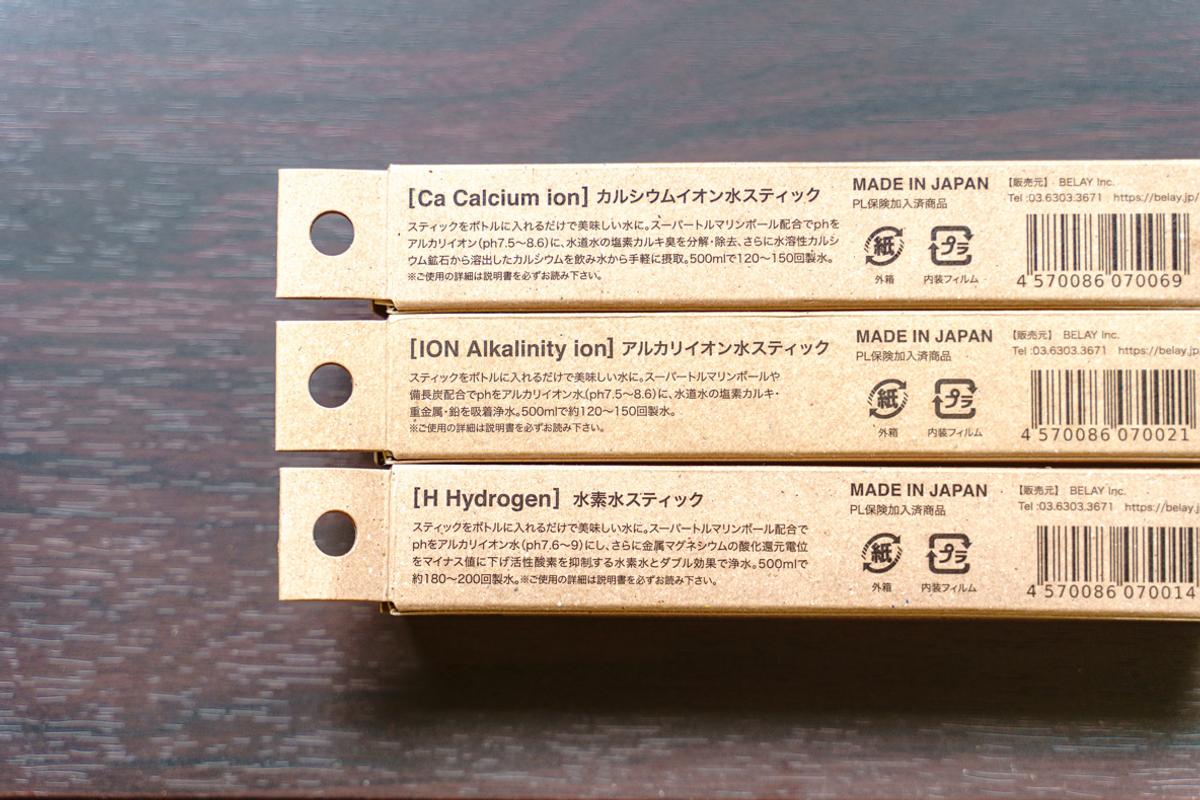 [Ca Calcium ion] カルシウムイオン水スティック
スティックをボトルに入れるだけで美味しい水に。スーパートルマリンボール配合でphを
アルカリイオン(ph7.5〜8.6)に、水道水の塩素カルキ臭を分解・除去、さらに水溶性カルシ
ウム鉱石から溶出したカルシウムを飲み水から手軽に摂取。500mlで120〜150回製水。
※ご使用の詳細は説明書を必ずお読み下さい。
MADE IN JAPAN
PL保険加入済商品
紙 プラ
外箱 内装フィルム
【販売元】 BELAY Inc.
Tel :03.6303.3671 https://belay.jp/
4 570086 070069
[ION Alkalinity ion] アルカリイオン水スティック
スティックをボトルに入れるだけで美味しい水に。スーパートルマリンボールや
備長炭配合でphをアルカリイオン水(ph7.5〜8.6)に、水道水の塩素カルキ・
重金属・鉛を吸着浄水。500mlで約120〜150回製水。
※ご使用の詳細は説明書を必ずお読み下さい。
MADE IN JAPAN
PL保険加入済商品
紙 プラ
外箱 内装フィルム
【販売元】 BELAY Inc.
Tel :03.6303.3671 https://belay.jp
4 570086 070021
[H Hydrogen] 水素水スティック
スティックをボトルに入れるだけで美味しい水に。スーパートルマリンボール配合で
phをアルカリイオン水(ph7.6〜9)にし、さらに金属マグネシウムの酸化還元電位
をマイナス値に下げ活性酸素を抑制する水素水とダブル効果で浄水。500mlで
約180〜200回製水。※ご使用の詳細は説明書を必ずお読み下さい。
MADE IN JAPAN
PL保険加入済商品
紙 プラ
外箱 内装フィルム
【販売元】 BELAY Inc.
Tel :03.6303.3671 https://belay.j
4 570086 070014